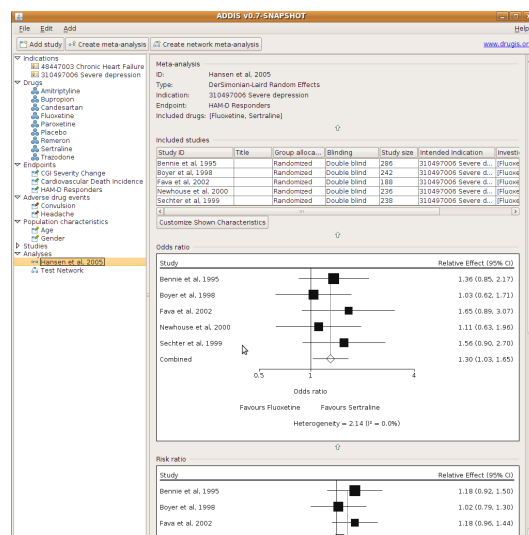 ADDIS v0.7-SNAPSHOT
File Edit Add Help
Add study Create meta-analysis Create network meta-analysis www.drugis.or
Indications
48447003 Chronic Heart Failure
310497006 Severe depression
Drugs
Amitriptyline
Bupropion
Candesartan
Fluoxetine
Paroxetine
Placebo
Remeron
Sertraline
Trazodone
Endpoints
CGI Severity Change
Cardiovascular Death Incidence
HAM-D Responders
Adverse drug events
Convulsion
Headache
Population characteristics
Age
Gender
Studies
Analyses
Hansen et al, 2005
Test Network
Meta-analysis
ID: Hansen et al, 2005
Type: DerSimonian-Laird Random Effects
Indication: 310497006 Severe depression
Endpoint: HAM-D Responders
Included drugs: [Fluoxetine, Sertraline]
Included studies
Study ID Title Group alloca... Blinding Study size Intended Indication Investi
Bennie et al, 1995 Randomized Double blind 286 310497006 Severe d... [Fluoxe
Boyer et al, 1998 Randomized Double blind 242 310497006 Severe d... [Fluoxe
Fava et al, 2002 Randomized Double blind 188 310497006 Severe d... [Fluoxe
Newhouse et al, 2000 Randomized Double blind 236 310497006 Severe d... [Fluoxe
Sechter et al, 1999 Randomized Double blind 238 310497006 Severe d... [Fluoxe
Customize Shown Characteristics
Odds ratio
Study Relative Effect (95% CI)
Bennie et al, 1995 1.36 (0.85, 2.17)
Boyer et al, 1998 1.03 (0.62, 1.71)
Fava et al, 2002 1.65 (0.89, 3.07)
Newhouse et al, 2000 1.11 (0.63, 1.96)
Sechter et al, 1999 1.56 (0.90, 2.70)
Combined 1.30 (1.03, 1.65)
0.5 1 4
Odds ratio
Favours Fluoxetine Favours Sertraline
Heterogeneity = 2.14 (I² = 0.0%)
Risk ratio
Study Relative Effect (95% CI)
Bennie et al, 1995 1.18 (0.92, 1.50)
Boyer et al, 1998 1.02 (0.79, 1.30)
Fava et al, 2002 1.18 (0.96, 1.44)